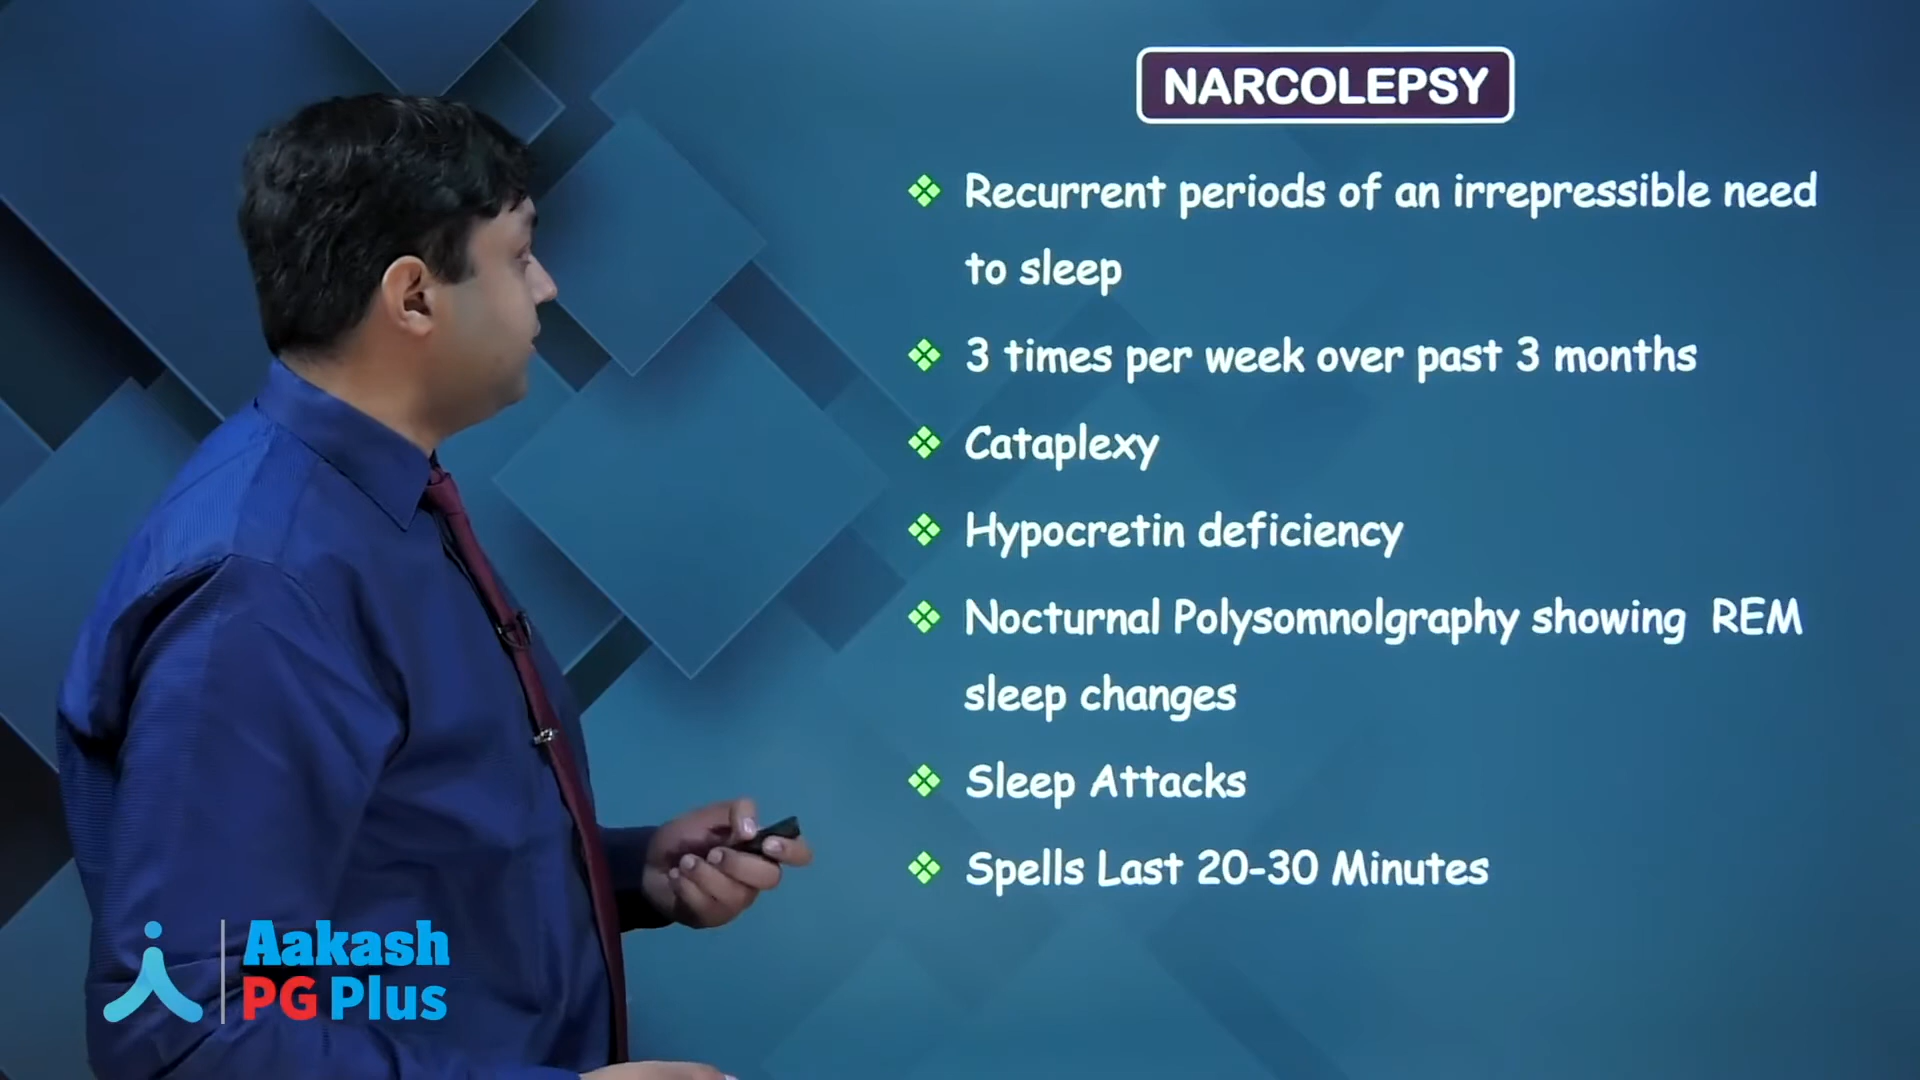 NARCOLEPSY
Recurrent periods of an irrepressible need
to sleep
3 times per week over past 3 months
Cataplexy
Hypocretin deficiency
Nocturnal Polysomnolgraphy showing REM
sleep changes
Sleep Attacks
Spells Last 20-30 Minutes
Aakash
PG Plus